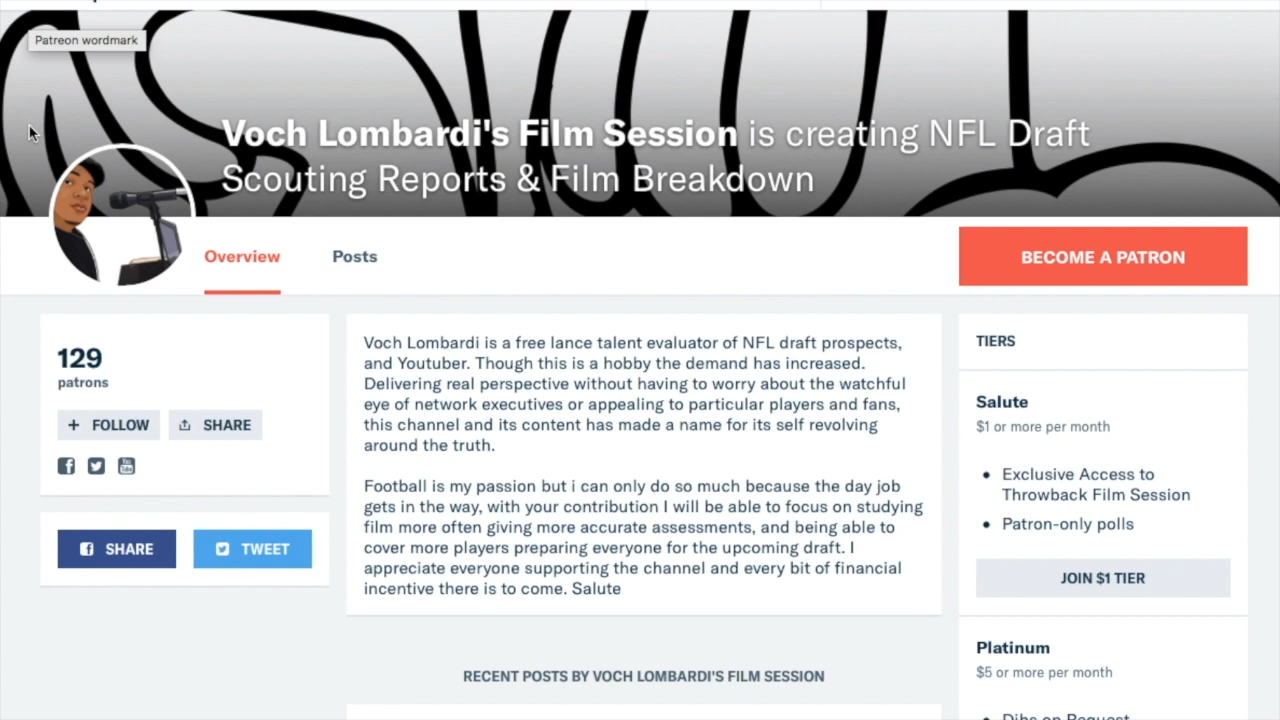 Patreon wordmark
Voch Lombardi's Film Session is creating NFL Draft
Scouting Reports & Film Breakdown
Overview
Posts
BECOME A PATRON
129
patrons
+ FOLLOW
SHARE
SHARE
TWEET
Voch Lombardi is a free lance talent evaluator of NFL draft prospects,
and Youtuber. Though this is a hobby the demand has increased.
Delivering real perspective without having to worry about the watchful
eye of network executives or appealing to particular players and fans,
this channel and its content has made a name for its self revolving
around the truth.
Football is my passion but i can only do so much because the day job
gets in the way, with your contribution I will be able to focus on studying
film more often giving more accurate assessments, and being able to
cover more players preparing everyone for the upcoming draft. I
appreciate everyone supporting the channel and every bit of financial
incentive there is to come. Salute
RECENT POSTS BY VOCH LOMBARDI'S FILM SESSION
TIERS
Salute
$1 or more per month
• Exclusive Access to
Throwback Film Session
• Patron-only polls
JOIN $1 TIER
Platinum
$5 or more per month
• Dibs on Request